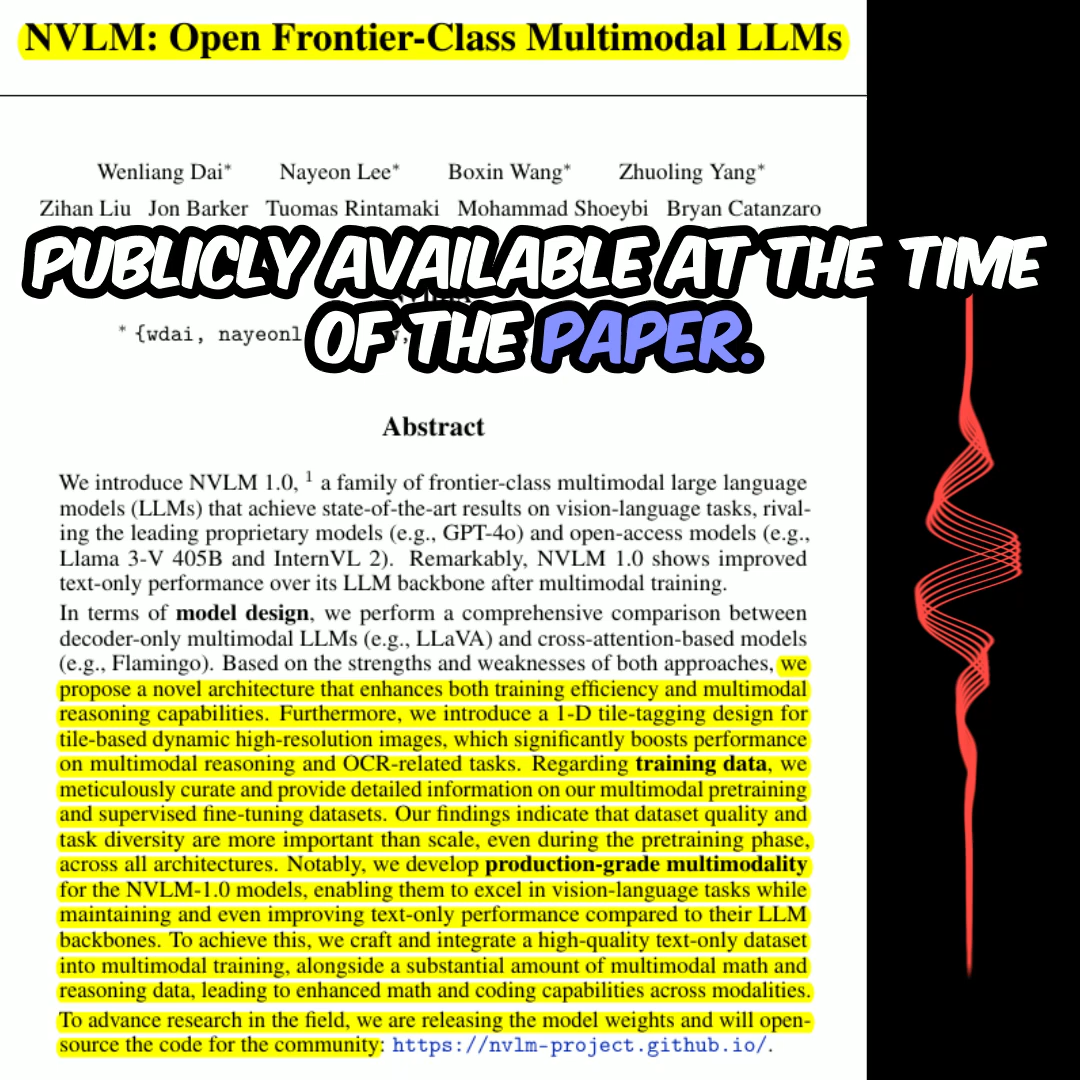 NVLM: Open Frontier-Class Multimodal LLMs
Wenliang Dai* Nayeon Lee* Boxin Wang* Zhuoling Yang*
Zihan Liu Jon Barker Tuomas Rintamaki Mohammad Shoeybi Bryan Catanzaro
PUBLICLY AVAILABLE AT THE TIME
OF THE PAPER.
* {wdai, nayeonl
Abstract
We introduce NVLM 1.0, 1 a family of frontier-class multimodal large language
models (LLMs) that achieve state-of-the-art results on vision-language tasks, rival-
ing the leading proprietary models (e.g., GPT-4o) and open-access models (e.g.,
Llama 3-V 405B and InternVL 2). Remarkably, NVLM 1.0 shows improved
text-only performance over its LLM backbone after multimodal training.
In terms of model design, we perform a comprehensive comparison between
decoder-only multimodal LLMs (e.g., LLaVA) and cross-attention-based models
(e.g., Flamingo). Based on the strengths and weaknesses of both approaches, we
propose a novel architecture that enhances both training efficiency and multimodal
reasoning capabilities. Furthermore, we introduce a 1-D tile-tagging design for
tile-based dynamic high-resolution images, which significantly boosts performance
on multimodal reasoning and OCR-related tasks. Regarding training data, we
meticulously curate and provide detailed information on our multimodal pretraining
and supervised fine-tuning datasets. Our findings indicate that dataset quality and
task diversity are more important than scale, even during the pretraining phase,
across all architectures. Notably, we develop production-grade multimodality
for the NVLM-1.0 models, enabling them to excel in vision-language tasks while
maintaining and even improving text-only performance compared to their LLM
backbones. To achieve this, we craft and integrate a high-quality text-only dataset
into multimodal training, alongside a substantial amount of multimodal math and
reasoning data, leading to enhanced math and coding capabilities across modalities.
To advance research in the field, we are releasing the model weights and will open-
source the code for the community: https://nvlm-project.github.io/.